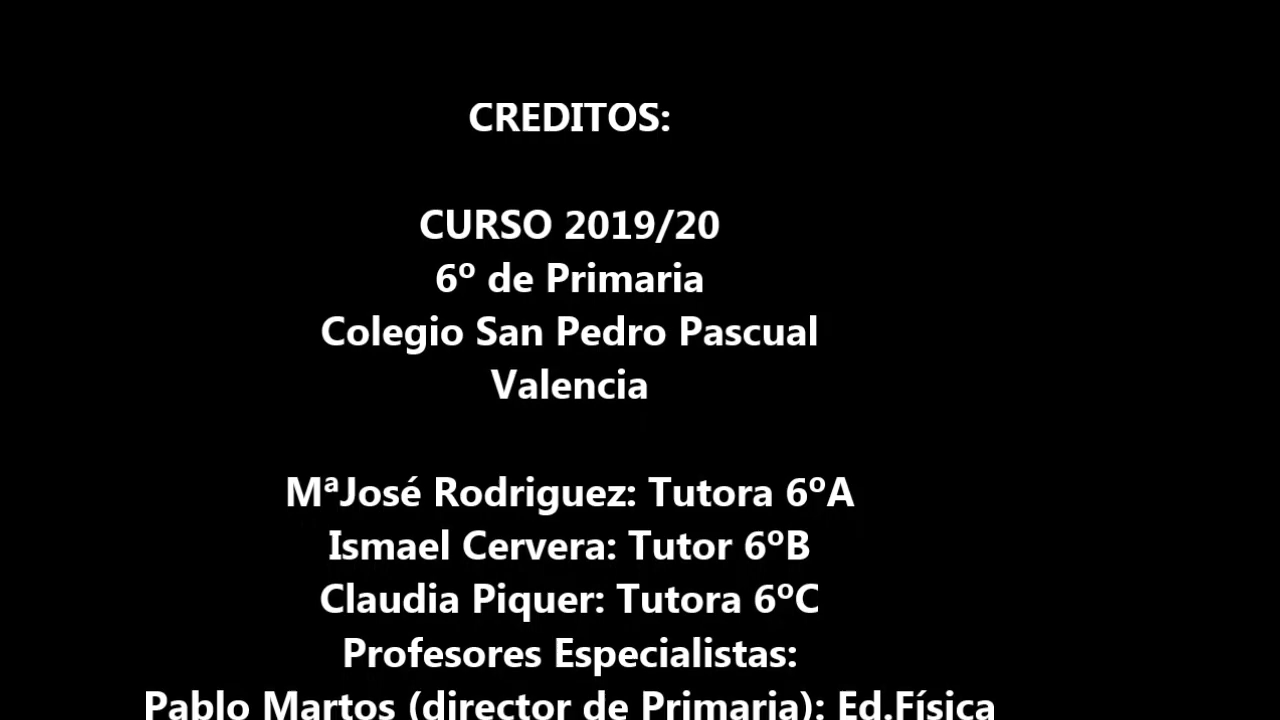 CREDITOS:
CURSO 2019/20
6º de Primaria
Colegio San Pedro Pascual
Valencia
MªJosé Rodriguez: Tutora 6ºA
Ismael Cervera: Tutor 6ºB
Claudia Piquer: Tutora 6ºC
Profesores Especialistas:
Pablo Martos (director de Primaria): Ed.Física